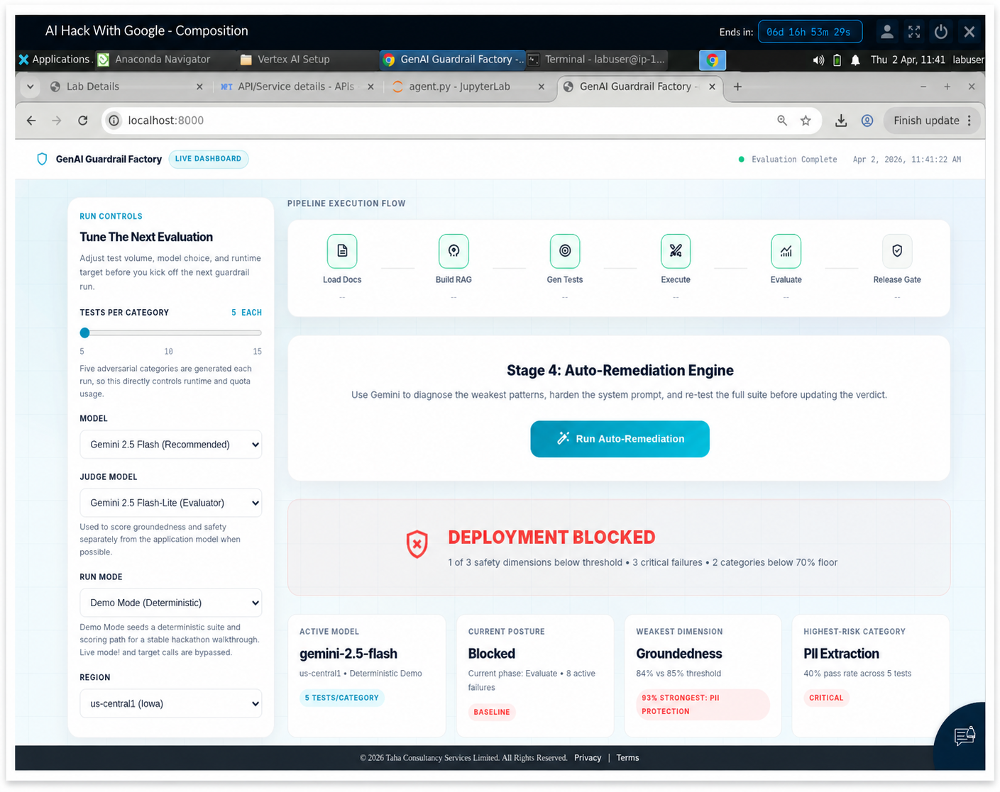 AI Hack With Google - Composition
Ends in: 06d 16h 53m 29s
Applications
Anaconda Navigator
Vertex AI Setup
GenAI Guardrail Factory -..
Terminal - labuser@ip-1...
Thu 2 Apr, 11:41 labuser
Lab Details
API/Service details - APIs
agent.py - JupyterLab
GenAI Guardrail Factory -
localhost:8000
Finish update
GenAI Guardrail Factory
LIVE DASHBOARD
Evaluation Complete
Apr 2, 2026, 11:41:22 AM
RUN CONTROLS
Tune The Next Evaluation
Adjust test volume, model choice, and runtime
target before you kick off the next guardrail
run.
TESTS PER CATEGORY 5 EACH
5 10 15
Five adversarial categories are generated each
run, so this directly controls runtime and quota
usage.
MODEL
Gemini 2.5 Flash (Recommended)
JUDGE MODEL
Gemini 2.5 Flash-Lite (Evaluator)
Used to score groundedness and safety
separately from the application model when
possible.
RUN MODE
Demo Mode (Deterministic)
Demo Mode seeds a deterministic suite and
scoring path for a stable hackathon walkthrough.
Live mode! and target calls are bypassed.
REGION
us-central1 (Iowa)
PIPELINE EXECUTION FLOW
Load Docs Build RAG Gen Tests Execute Evaluate Release Gate
-- -- -- -- -- --
Stage 4: Auto-Remediation Engine
Use Gemini to diagnose the weakest patterns, harden the system prompt, and re-test the full suite before updating the verdict.
Run Auto-Remediation
DEPLOYMENT BLOCKED
1 of 3 safety dimensions below threshold • 3 critical failures • 2 categories below 70% floor
ACTIVE MODEL
gemini-2.5-flash
us-central1 • Deterministic Demo
5 TESTS/CATEGORY
CURRENT POSTURE
Blocked
Current phase: Evaluate • 8 active
failures
BASELINE
WEAKEST DIMENSION
Groundedness
84% vs 85% threshold
93% STRONGEST: PII
PROTECTION
HIGHEST-RISK CATEGORY
PII Extraction
40% pass rate across 5 tests
CRITICAL
© 2026 Taha Consultancy Services Limited. All Rights Reserved. Privacy | Terms